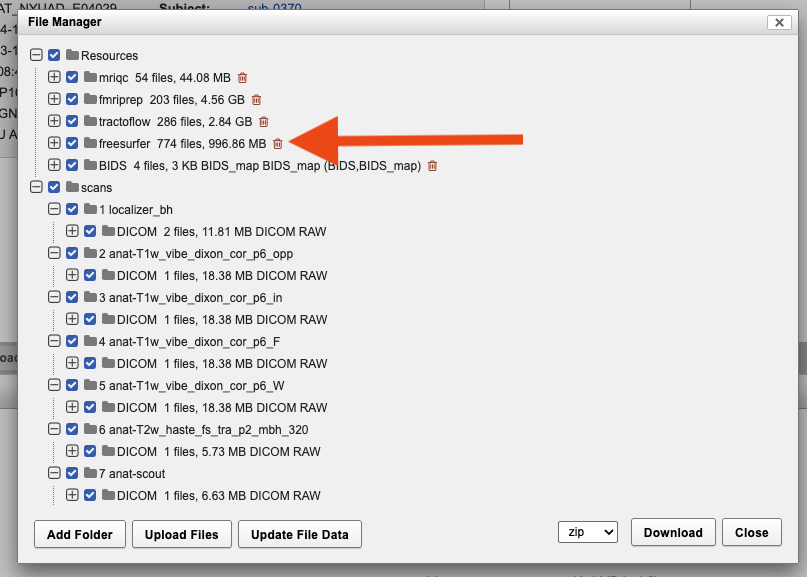 AT_NYUAD_E04029 Subject: sub-0370
File Manager
Resources
mriqc 54 files, 44.08 MB
fmriprep 203 files, 4.56 GB
tractoflow 286 files, 2.84 GB
freesurfer 774 files, 996.86 MB
BIDS 4 files, 3 KB BIDS_map BIDS_map (BIDS,BIDS_map)
scans
1 localizer_bh
DICOM 2 files, 11.81 MB DICOM RAW
2 anat-T1w_vibe_dixon_cor_p6_opp
DICOM 1 files, 18.38 MB DICOM RAW
3 anat-T1w_vibe_dixon_cor_p6_in
DICOM 1 files, 18.38 MB DICOM RAW
4 anat-T1w_vibe_dixon_cor_p6_F
DICOM 1 files, 18.38 MB DICOM RAW
5 anat-T1w_vibe_dixon_cor_p6_W
DICOM 1 files, 18.38 MB DICOM RAW
6 anat-T2w_haste_fs_tra_p2_mbh_320
DICOM 1 files, 5.73 MB DICOM RAW
7 anat-scout
DICOM 1 files, 6.63 MB DICOM RAW
Add Folder Upload Files Update File Data zip Download Close